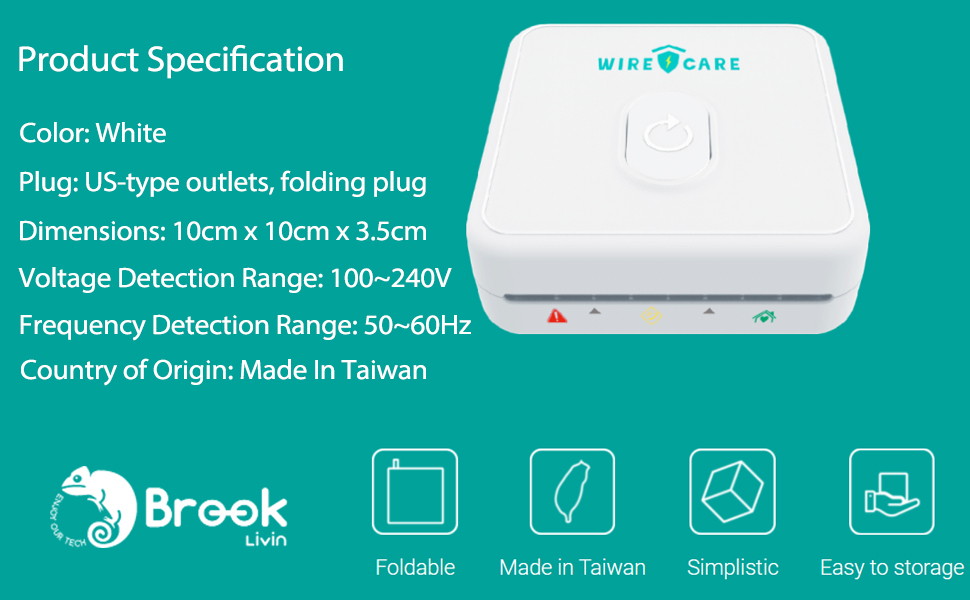 Product Specification
WIRE CARE
Color: White
Plug: US-type outlets, folding plug
Dimensions: 10cm x 10cm x 3.5cm
Voltage Detection Range: 100~240V
Frequency Detection Range: 50~60Hz
Country of Origin: Made In Taiwan
ENJOY OUR TECH
Brook
Livin
Foldable
Made in Taiwan
Simplistic
Easy to storage